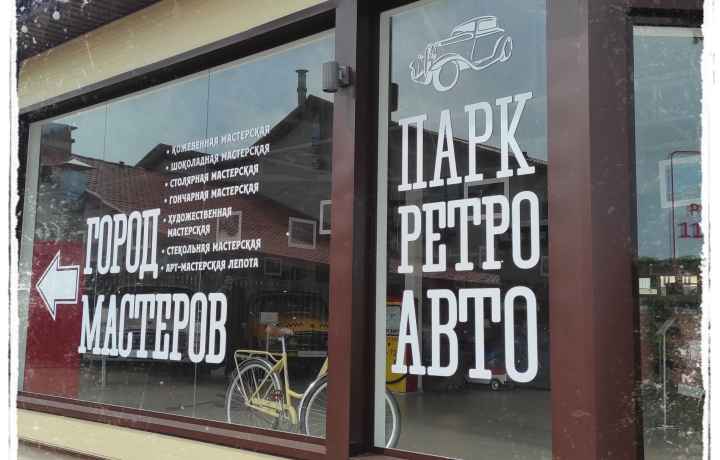 • КОЖЕВЕННАЯ МАСТЕРСКАЯ
• ШОКОЛАДНАЯ МАСТЕРСКАЯ
• СТОЛЯРНАЯ МАСТЕРСКАЯ
• ГОНЧАРНАЯ МАСТЕРСКАЯ
• ХУДОЖЕСТВЕННАЯ
МАСТЕРСКАЯ
• СТЕКОЛЬНАЯ МАСТЕРСКАЯ
• АРТ-МАСТЕРСКАЯ ЛЕПОТА
ГОРОД
МАСТЕРОВ
ПАРК
РЕТРО
АВТО